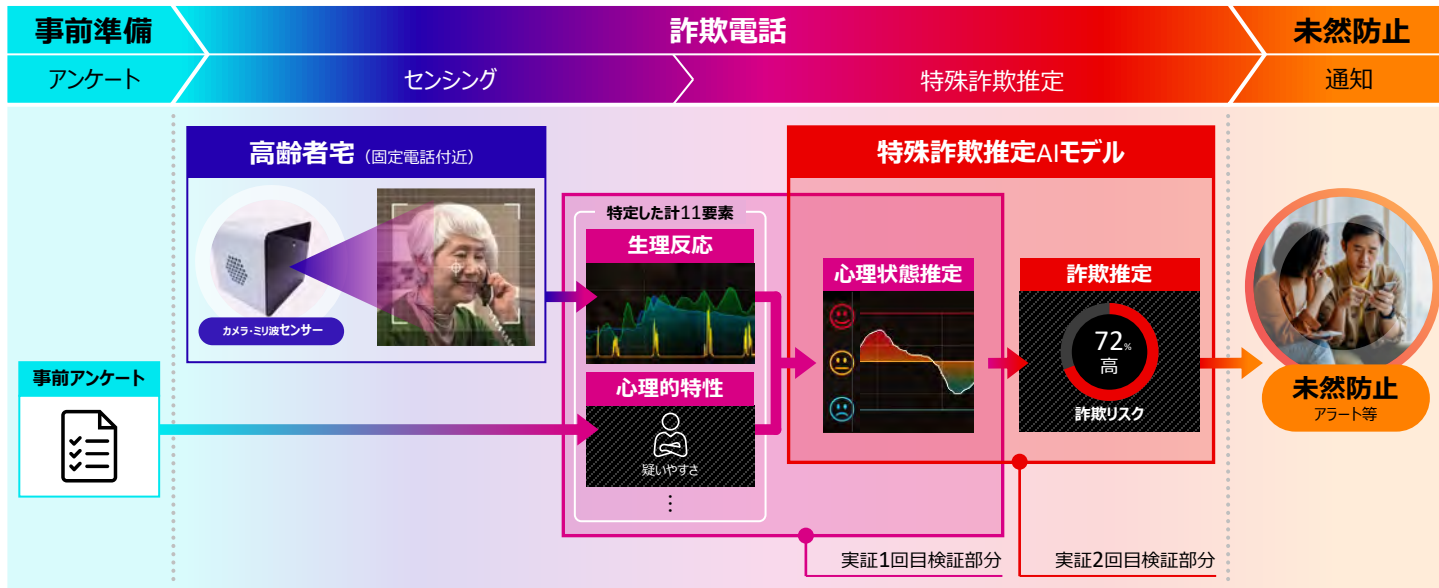 事前準備
詐欺電話
未然防止
アンケート
センシング
特殊詐欺推定
通知
高齢者宅（固定電話付近）
カメラ・ミリ波センサー
特殊詐欺推定AIモデル
特定した計11要素
生理反応
心理的特性
疑いやすさ
⋮
心理状態推定
詐欺推定
72%
高
詐欺リスク
事前アンケート
未然防止
アラート等
実証1回目検証部分
実証2回目検証部分